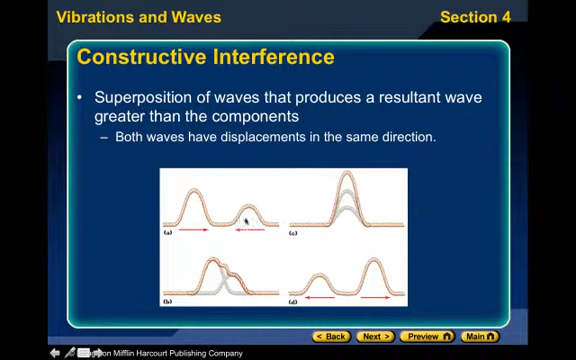 Vibrations and Waves
Section 4
Constructive Interference
• Superposition of waves that produces a resultant wave
greater than the components
– Both waves have displacements in the same direction.
(a)
(c)
(b)
(d)
Back
Next
Preview
Main
Mifflin Harcourt Publishing Company